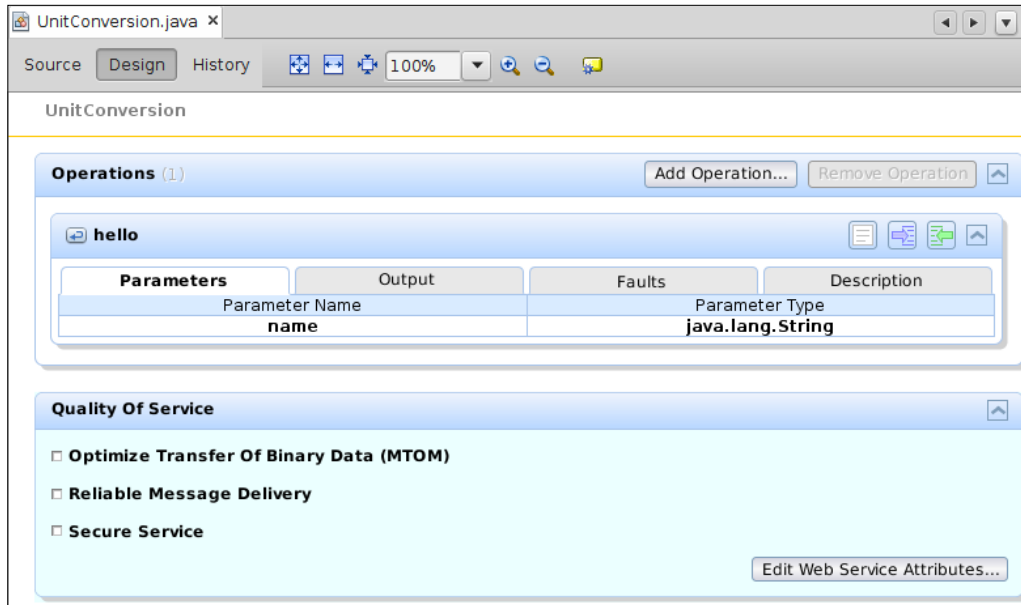 UnitConversion.java ×
Source Design History 100%
UnitConversion
Operations (1) Add Operation... Remove Operation
hello
Parameters Output Faults Description
Parameter Name Parameter Type
name java.lang.String
Quality Of Service
Optimize Transfer Of Binary Data (MTOM)
Reliable Message Delivery
Secure Service
Edit Web Service Attributes...